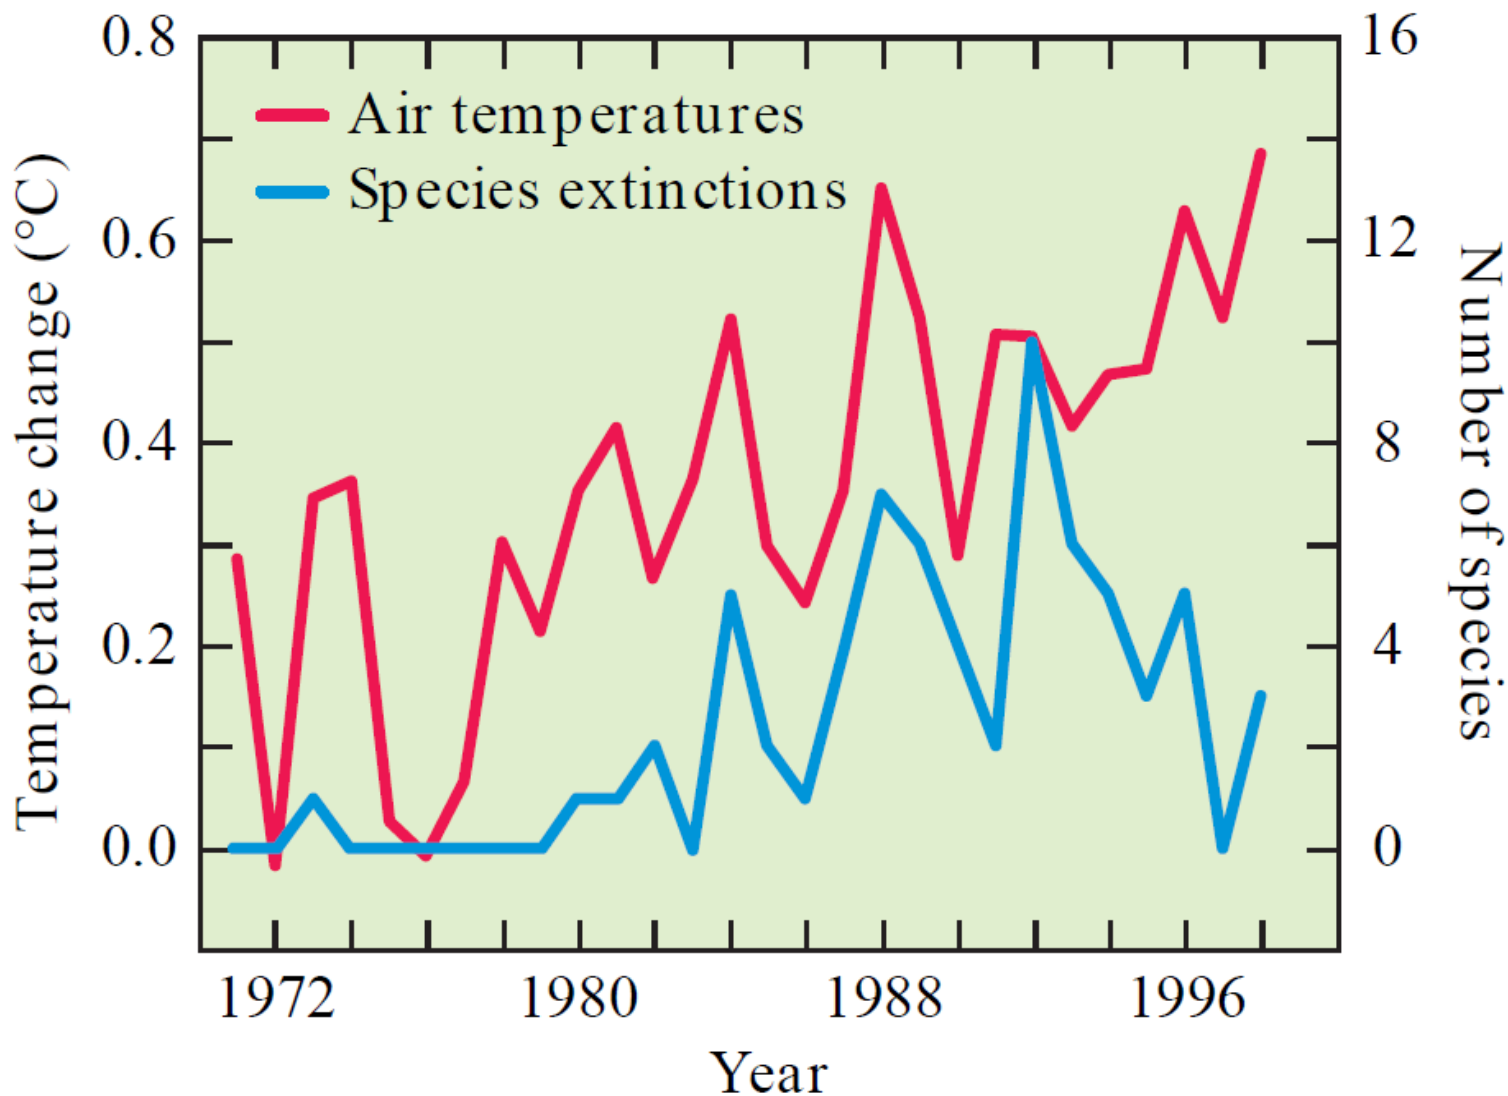 Air temperatures
Species extinctions
Temperature change (°C)
0.8
0.6
0.4
0.2
0.0
16
12
8
4
0
Number of species
1972 1980 1988 1996
Year